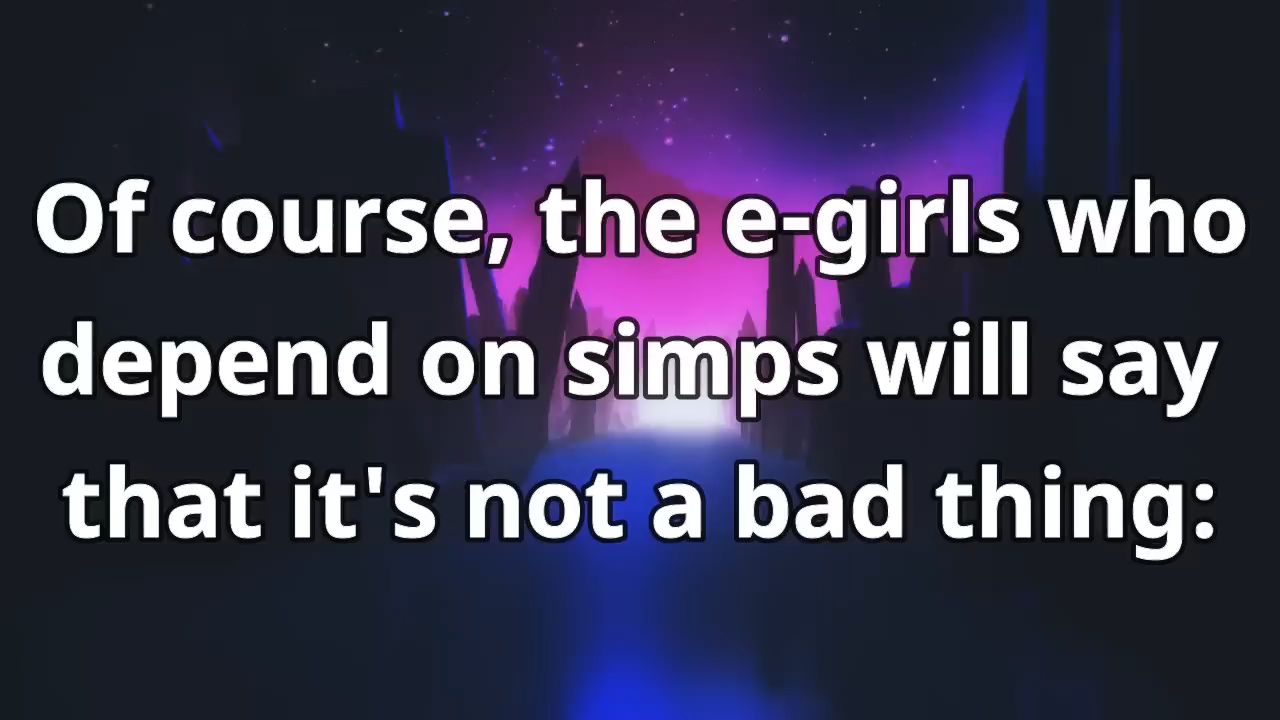 Of course, the e-girls who
depend on simps will say
that it's not a bad thing: